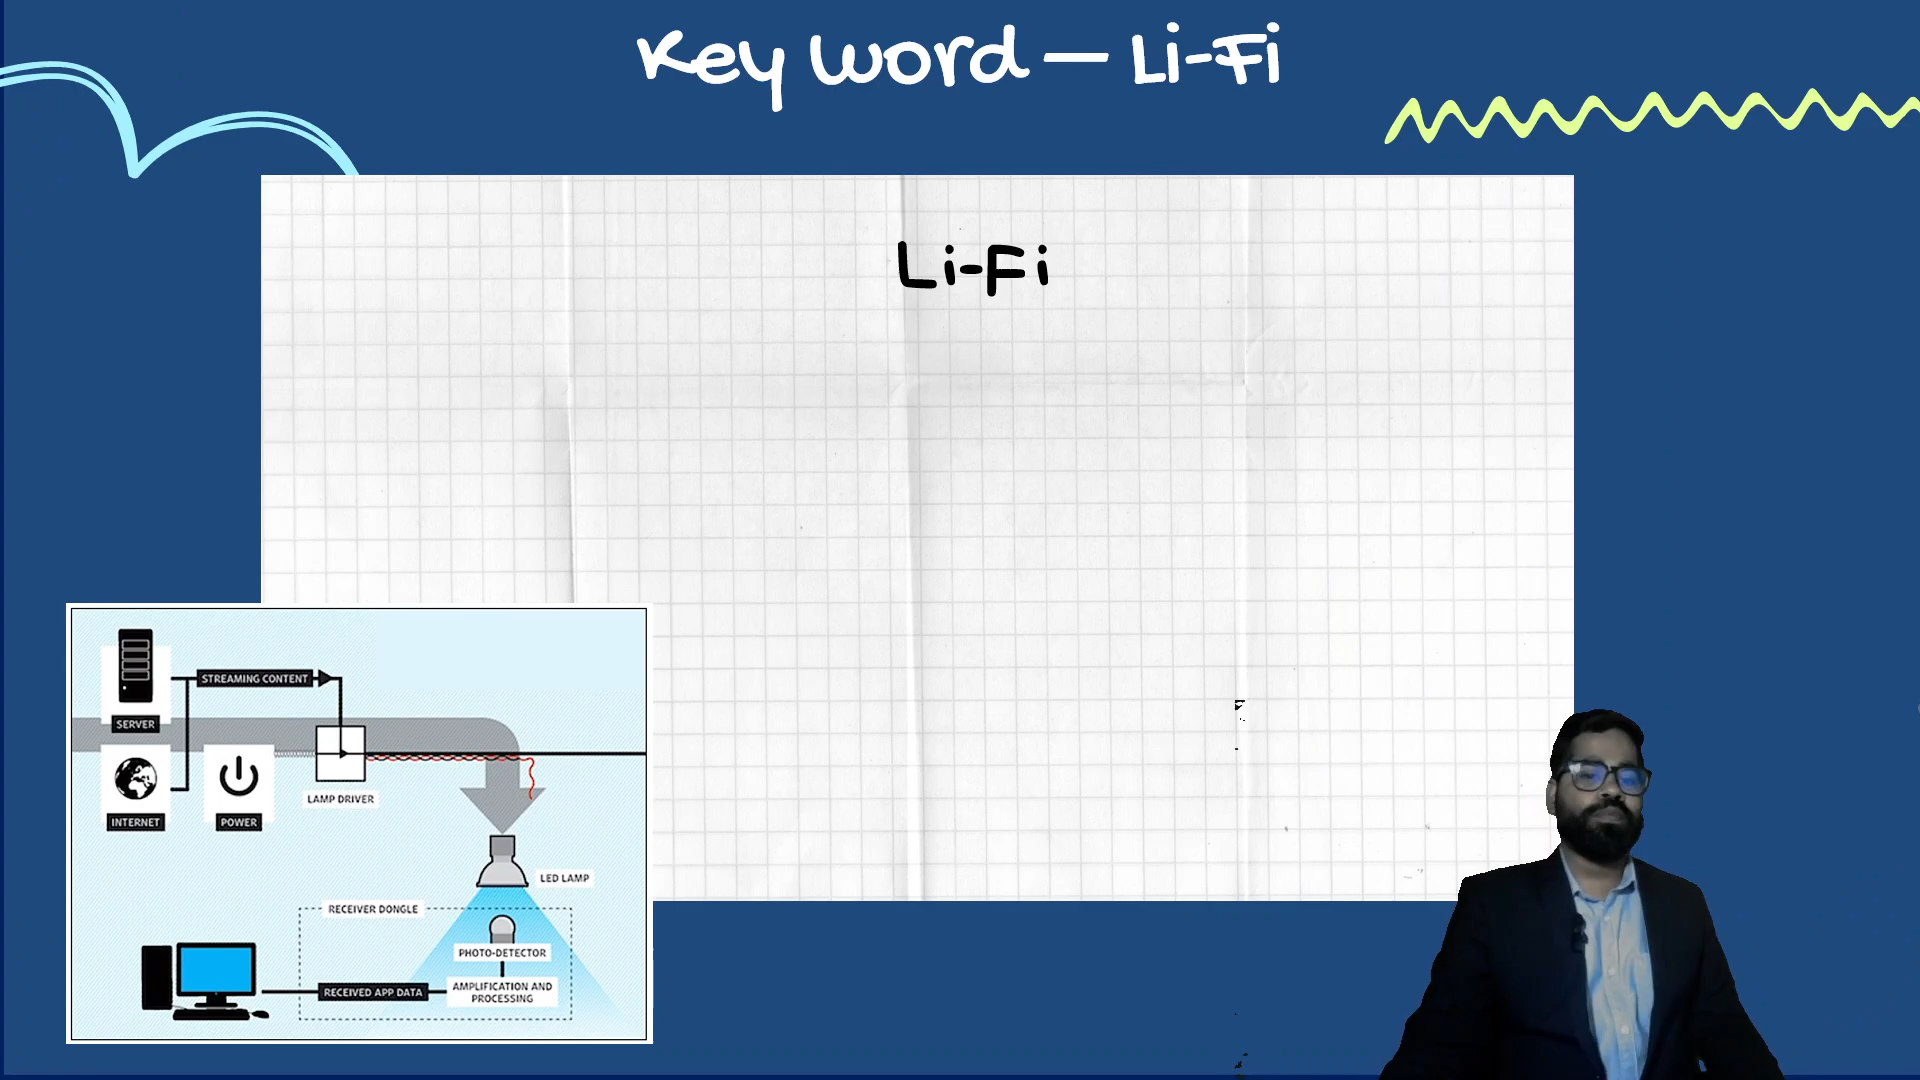 Key Word – Li-Fi
Li-Fi
STREAMING CONTENT
SERVER
INTERNET
POWER
LAMP DRIVER
LED LAMP
RECEIVER DONGLE
PHOTO-DETECTOR
AMPLIFICATION AND
PROCESSING
RECEIVED APP DATA